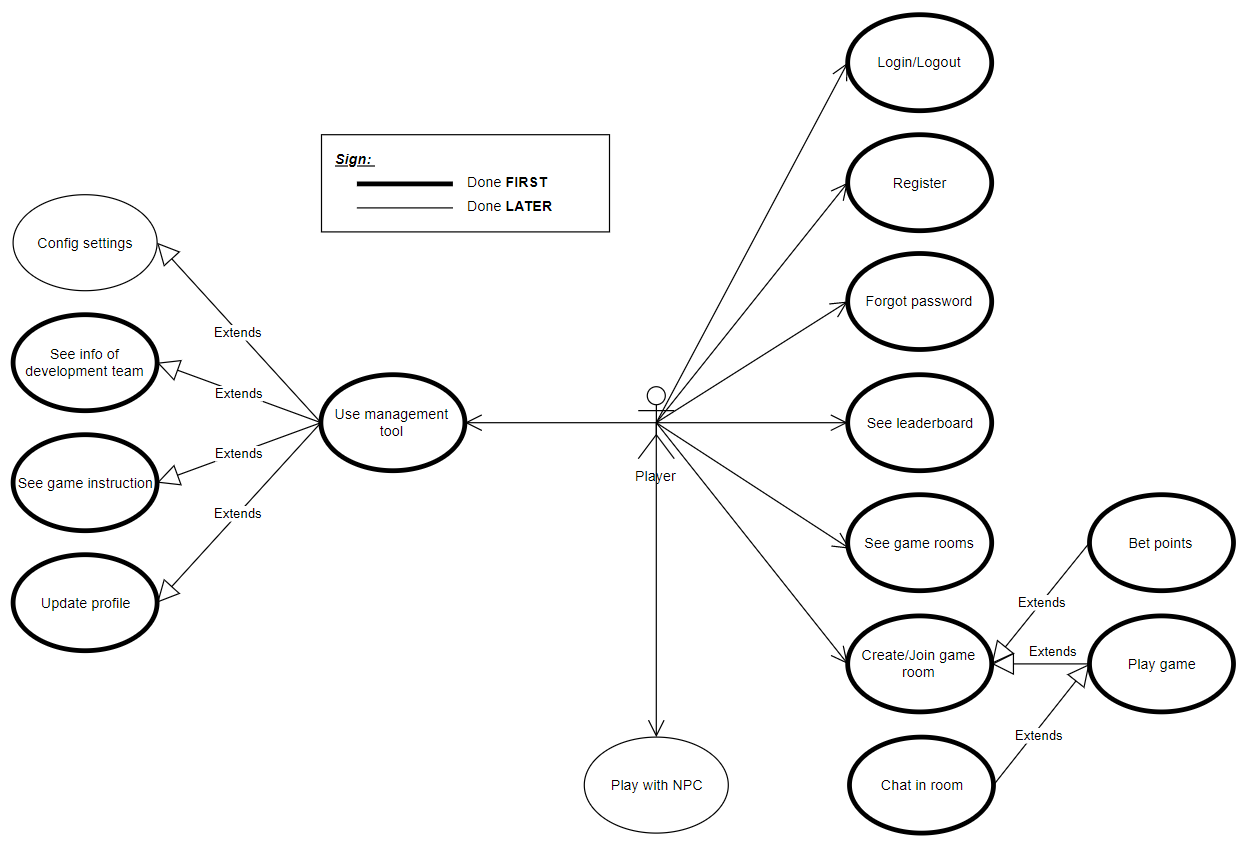 Login/Logout
Sign:
Done FIRST
Done LATER
Register
Config settings
Forgot password
Extends
See info of
development team
Extends
Use management
tool
See leaderboard
Extends
Player
See game instruction
Extends
See game rooms
Bet points
Update profile
Extends
Create/Join game
room
Extends
Play game
Extends
Play with NPC
Chat in room